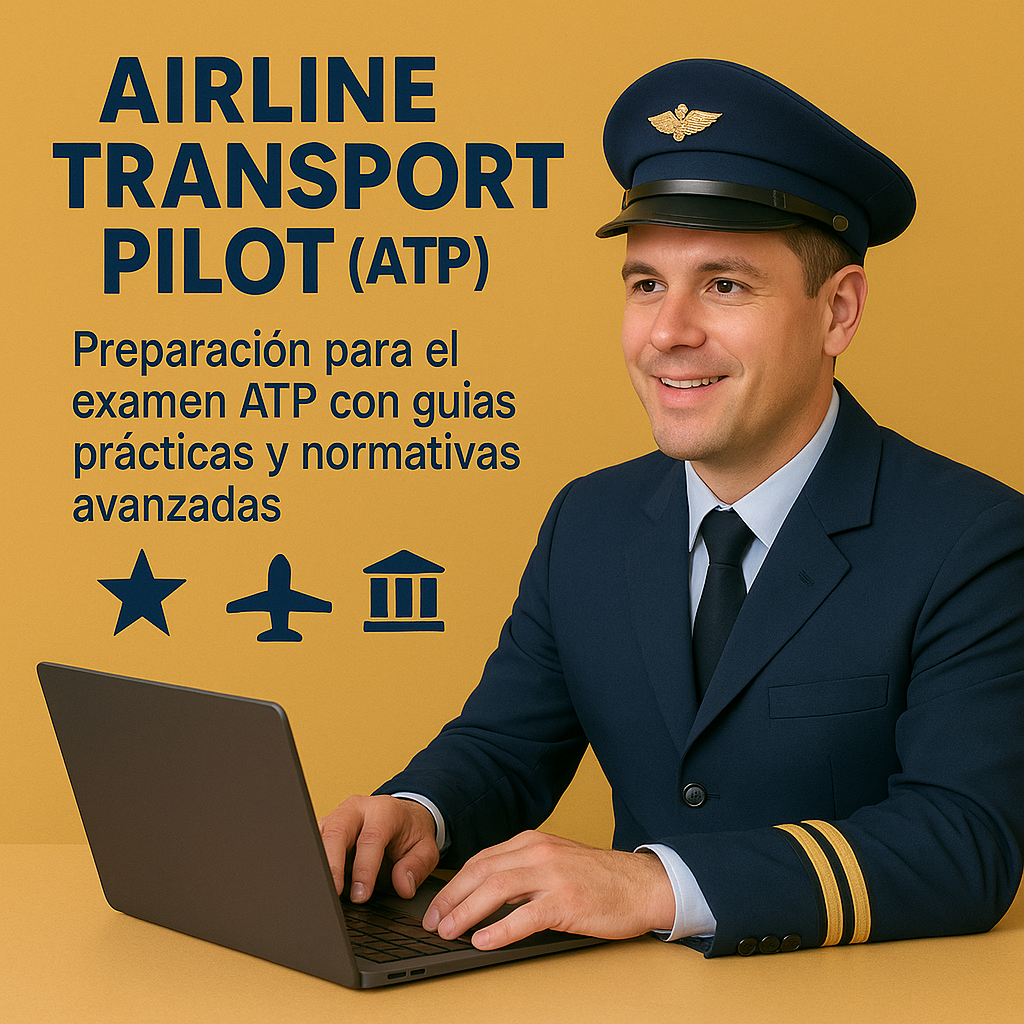 AIRLINE
TRANSPORT
PILOT (ATP)
Preparación para el
examen ATP con guias
prácticas y normativas
avanzadas